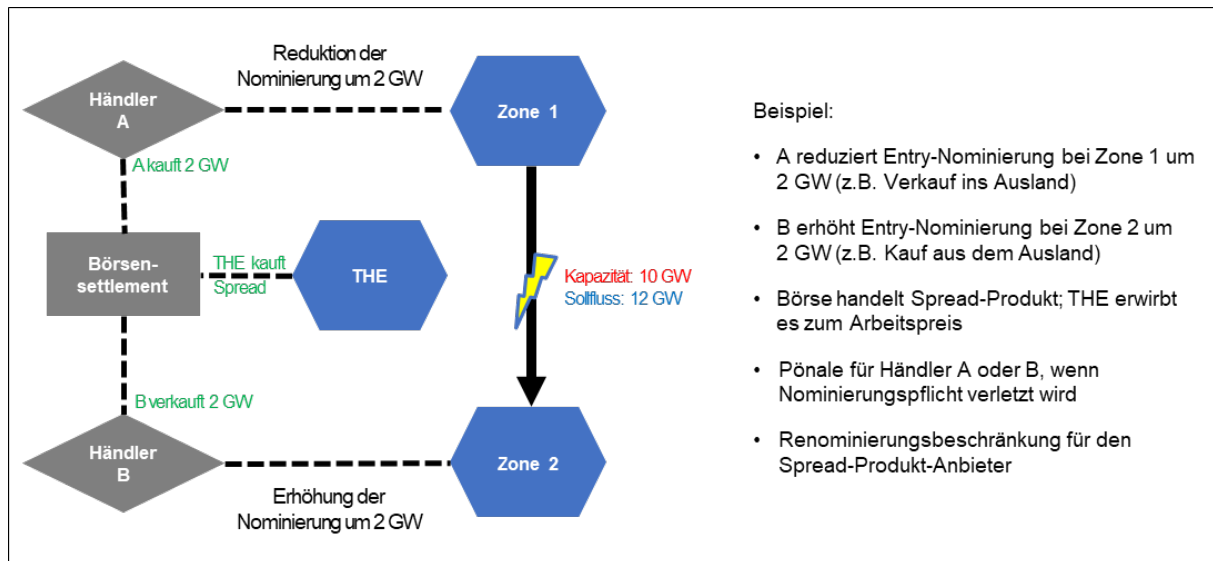 Reduktion der
Nominierung um 2 GW
Händler
A
Zone 1
A kauft 2 GW
Börsen-
settlement
THE kauft
Spread
THE
Kapazität: 10 GW
Sollfluss: 12 GW
B verkauft 2 GW
Händler
B
Zone 2
Erhöhung der
Nominierung um 2 GW
Beispiel:
• A reduziert Entry-Nominierung bei Zone 1 um
2 GW (z.B. Verkauf ins Ausland)
• B erhöht Entry-Nominierung bei Zone 2 um
2 GW (z.B. Kauf aus dem Ausland)
• Börse handelt Spread-Produkt; THE erwirbt
es zum Arbeitspreis
• Pönale für Händler A oder B, wenn
Nominierungspflicht verletzt wird
• Renominierungsbeschränkung für den
Spread-Produkt-Anbieter